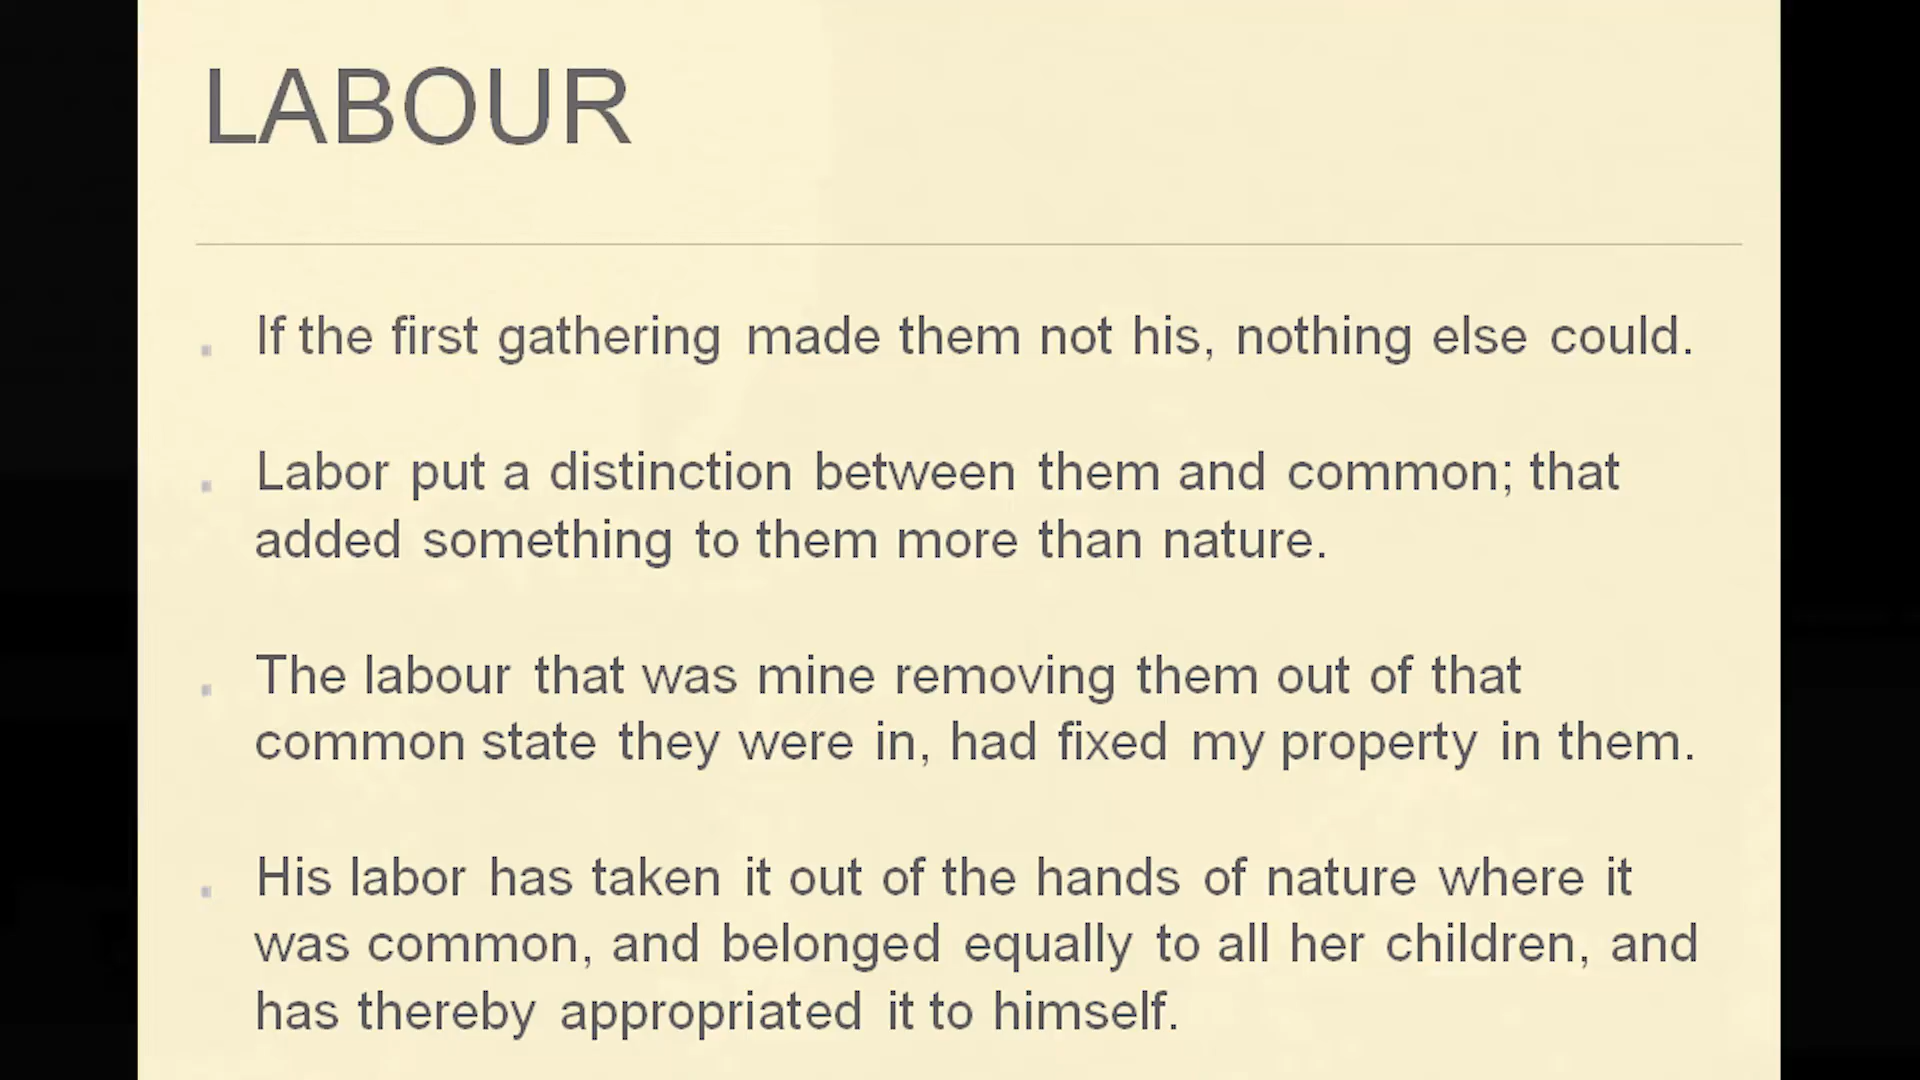 LABOUR
If the first gathering made them not his, nothing else could.
Labor put a distinction between them and common; that
added something to them more than nature.
The labour that was mine removing them out of that
common state they were in, had fixed my property in them.
His labor has taken it out of the hands of nature where it
was common, and belonged equally to all her children, and
has thereby appropriated it to himself.